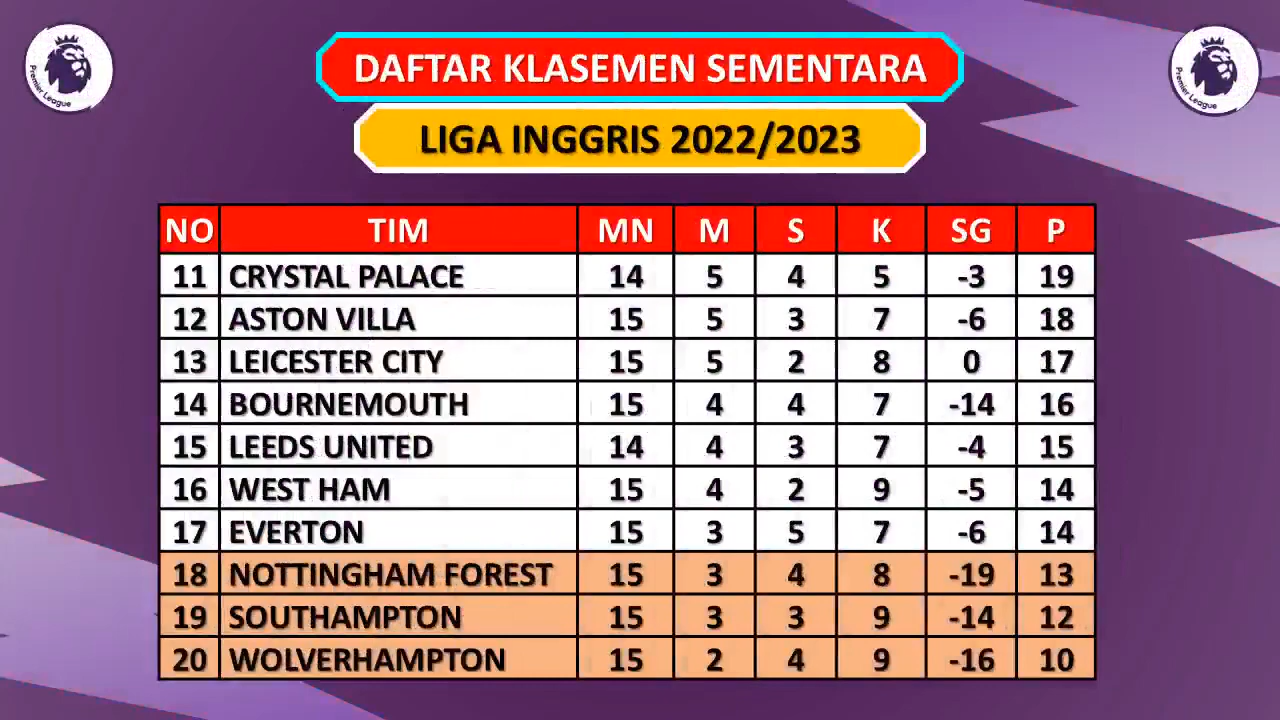 Premier League
Premier League
DAFTAR KLASEMEN SEMENTARA
LIGA INGGRIS 2022/2023
NO TIM MN M S K SG P
11 CRYSTAL PALACE 14 5 4 5 -3 19
12 ASTON VILLA 15 5 3 7 -6 18
13 LEICESTER CITY 15 5 2 8 0 17
14 BOURNEMOUTH 15 4 4 7 -14 16
15 LEEDS UNITED 14 4 3 7 -4 15
16 WEST HAM 15 4 2 9 -5 14
17 EVERTON 15 3 5 7 -6 14
18 NOTTINGHAM FOREST 15 3 4 8 -19 13
19 SOUTHAMPTON 15 3 3 9 -14 12
20 WOLVERHAMPTON 15 2 4 9 -16 10